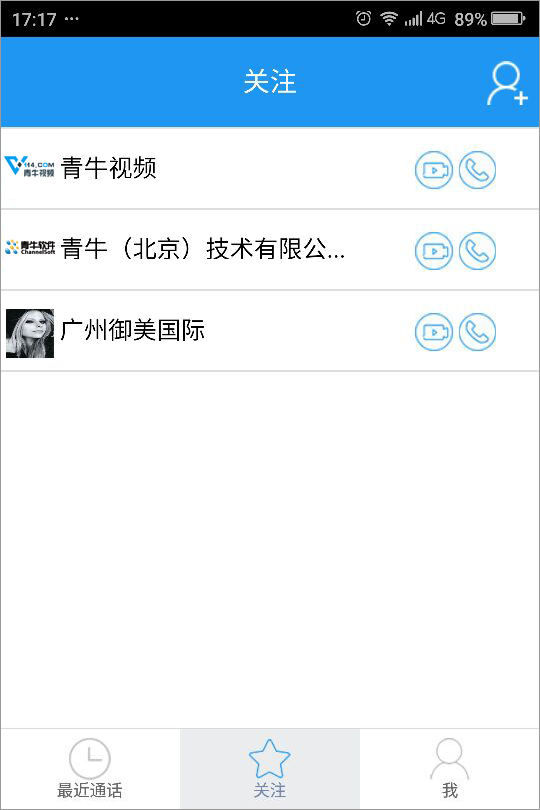 17:17 ··· 4G 89%
关注
V114.COM
青牛视频
青牛视频
青牛软件
ChannelSoft
青牛（北京）技术有限公...
广州御美国际
最近通话 关注 我